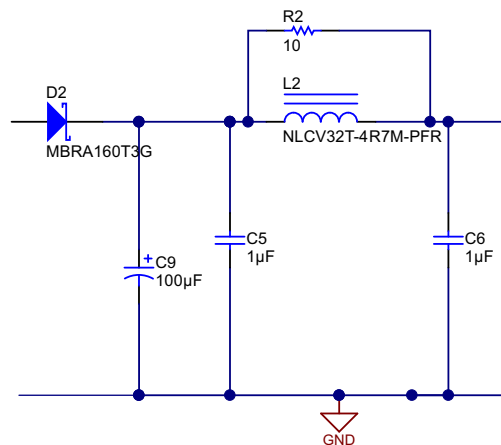 R2
10
D2
L2
MBRA160T3G
NLCV32T-4R7M-PFR
+
C9
100µF
C5
1µF
C6
1µF
GND